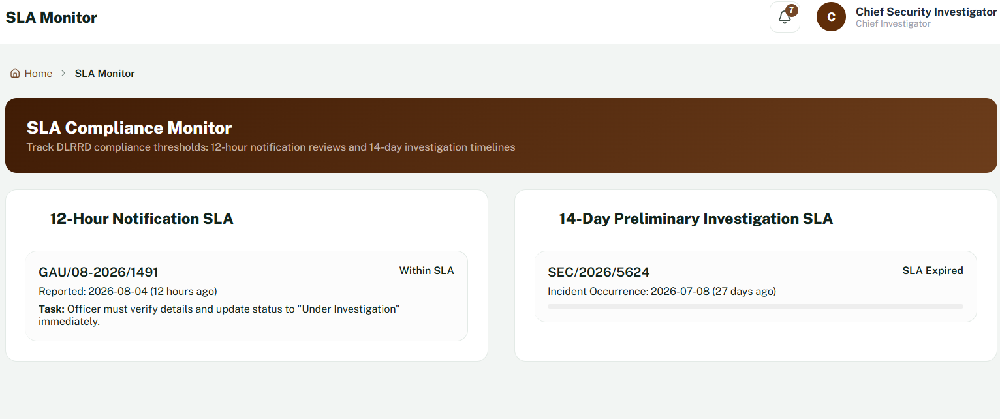 SLA Monitor
7
C
Chief Security Investigator
Chief Investigator
Home > SLA Monitor
SLA Compliance Monitor
Track DLRRD compliance thresholds: 12-hour notification reviews and 14-day investigation timelines
12-Hour Notification SLA
GAU/08-2026/1491
Within SLA
Reported: 2026-08-04 (12 hours ago)
Task: Officer must verify details and update status to "Under Investigation"
immediately.
14-Day Preliminary Investigation SLA
SEC/2026/5624
SLA Expired
Incident Occurrence: 2026-07-08 (27 days ago)